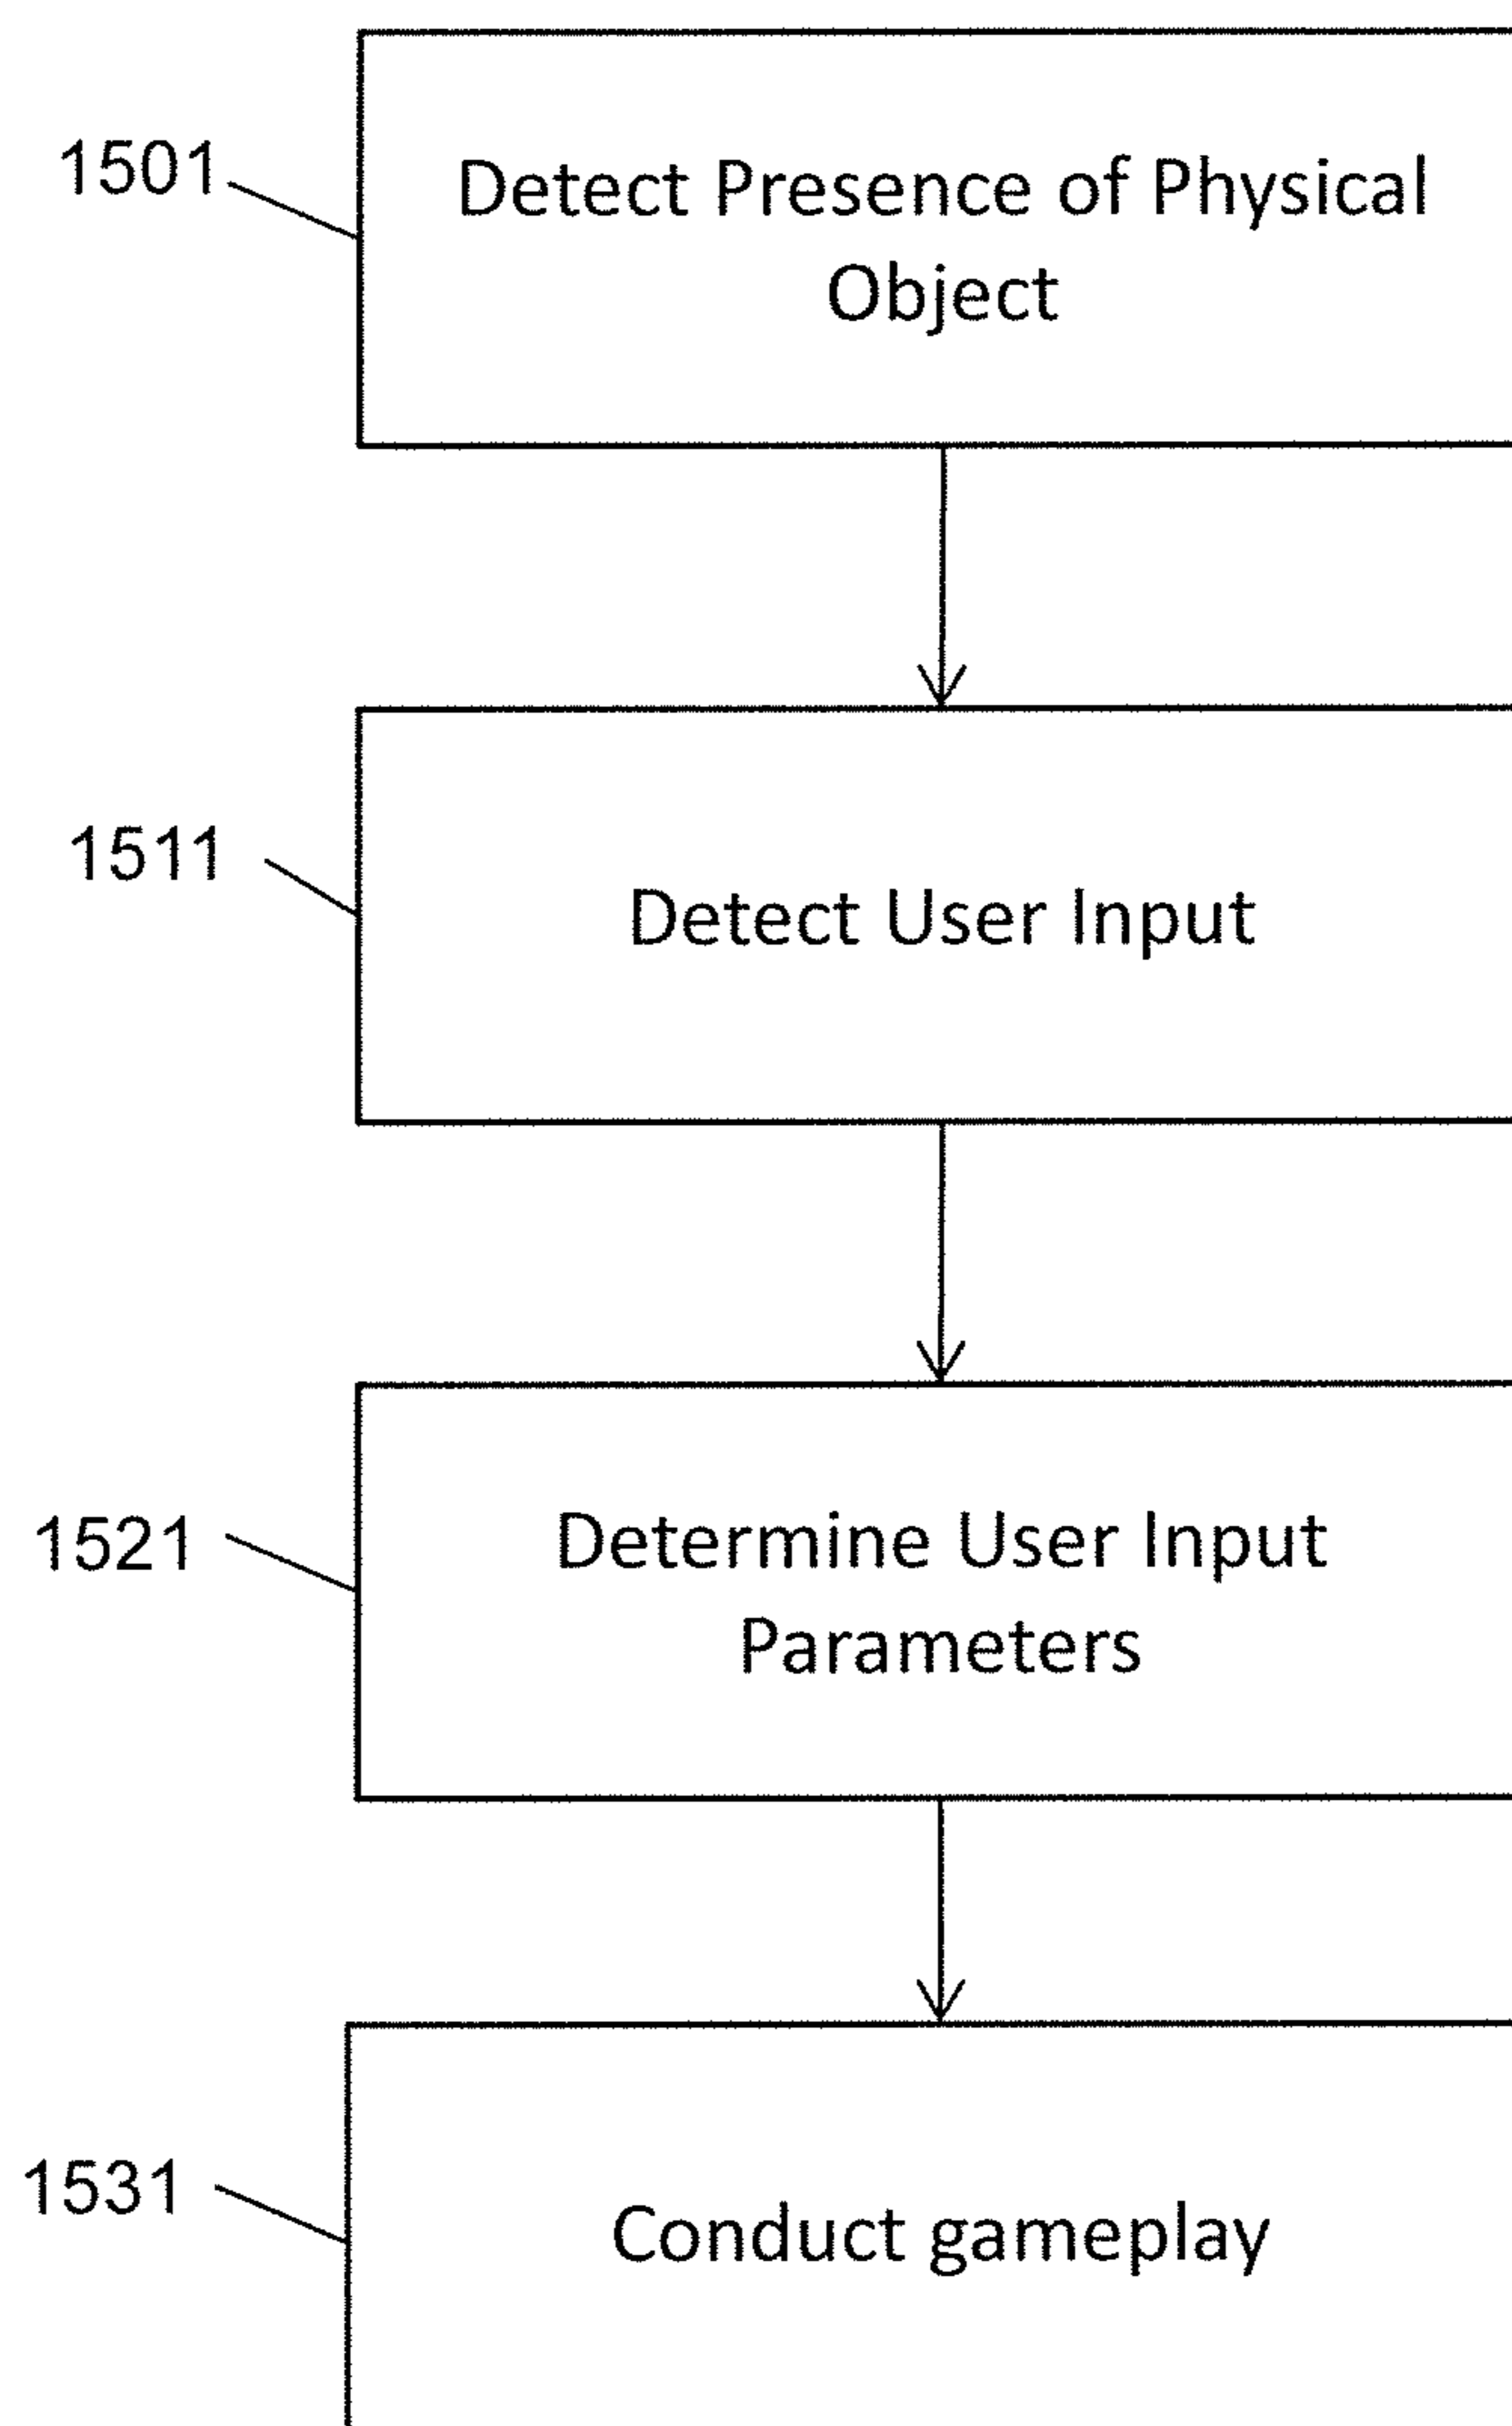 1501
Detect Presence of Physical
Object
1511
Detect User Input
1521
Determine User Input
Parameters
1531
Conduct gameplay